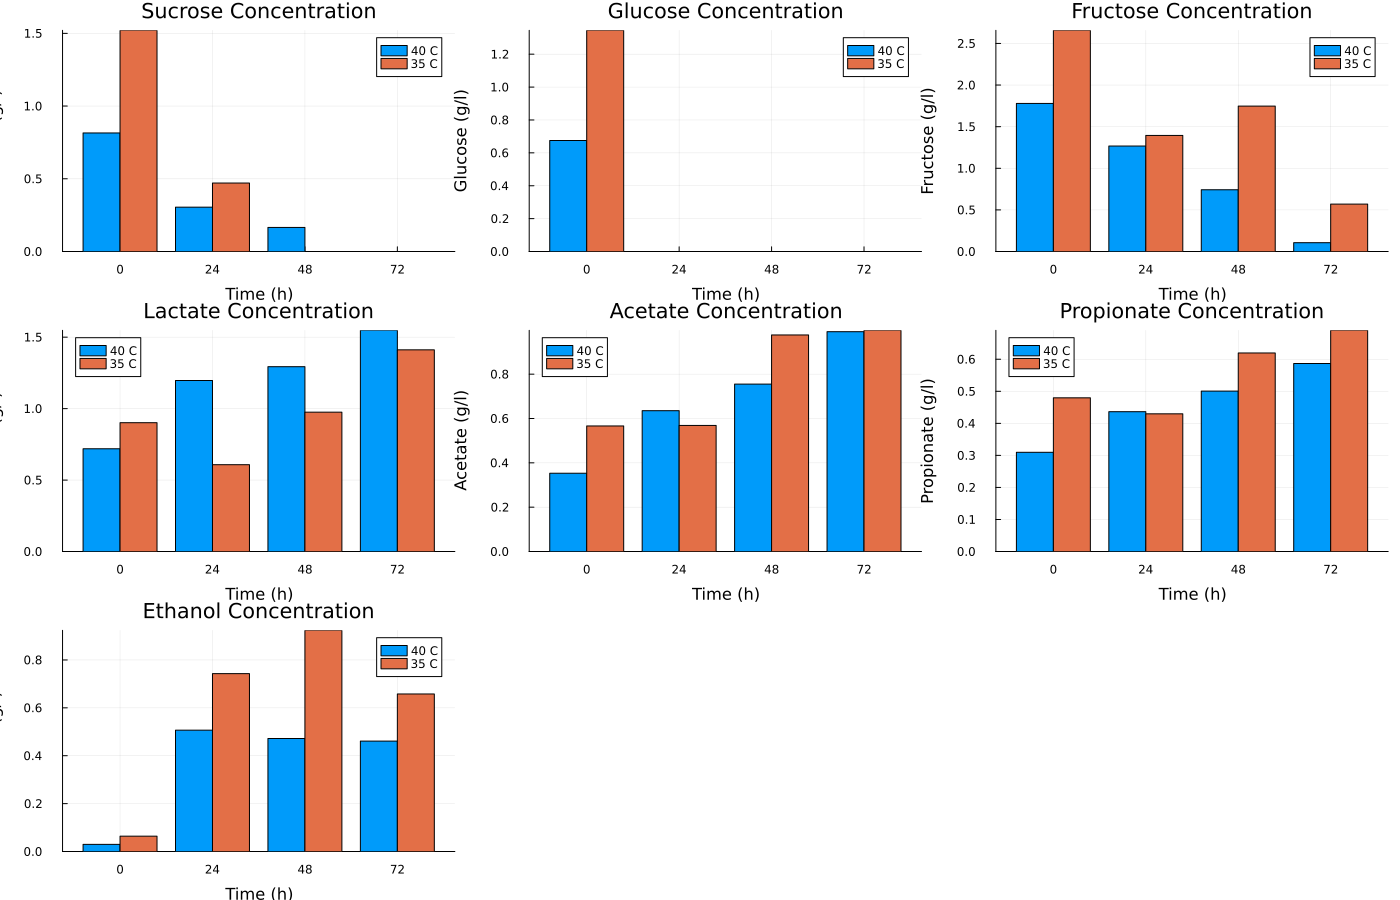 Sucrose Concentration
1.5
1.0
0.5
0.0
40 C
35 C
0 24 48 72
Time (h)
Glucose Concentration
Glucose (g/l)
1.2
1.0
0.8
0.6
0.4
0.2
0.0
40 C
35 C
0 24 48 72
Fructose Concentration
Fructose (g/l)
2.5
2.0
1.5
1.0
0.5
0.0
40 C
35 C
0 24 48 72
Time (h)
Lactate Concentration
1.5
1.0
0.5
0.0
40 C
35 C
0 24 48 72
Time (h)
Acetate Concentration
Acetate (g/l)
0.8
0.6
0.4
0.2
0.0
40 C
35 C
0 24 48 72
Time (h)
Propionate Concentration
Propionate (g/l)
0.6
0.5
0.4
0.3
0.2
0.1
0.0
40 C
35 C
0 24 48 72
Time (h)
Ethanol Concentration
0.8
0.6
0.4
0.2
0.0
40 C
35 C
0 24 48 72
Time (h)